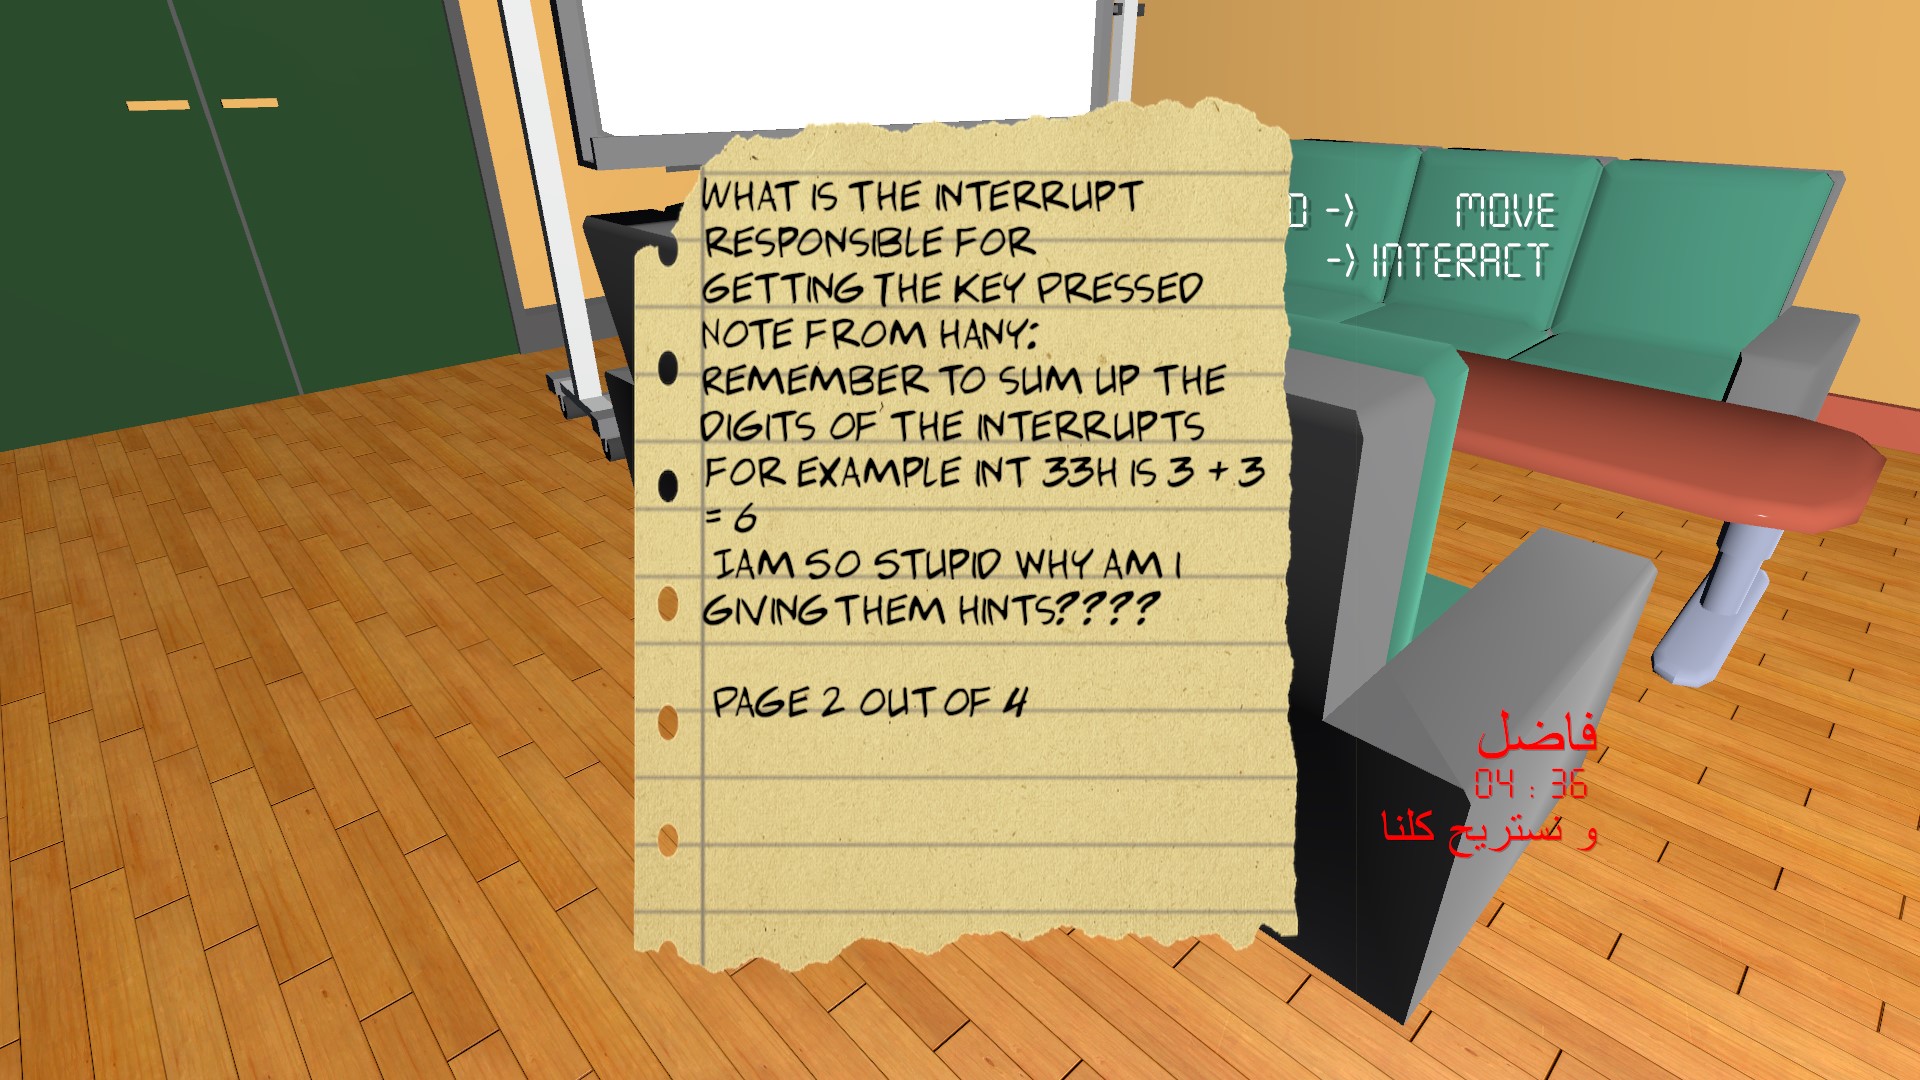 WHAT IS THE INTERRUPT
RESPONSIBLE FOR
GETTING THE KEY PRESSED
NOTE FROM HANY:
REMEMBER TO SUM UP THE
DIGITS OF THE INTERRUPTS
FOR EXAMPLE INT 33H IS 3 + 3
= 6
IAM SO STUPID WHY AM I
GIVING THEM HINTS????
PAGE 2 OUT OF 4
D -> MOVE
-> INTERACT
فاضل
04 : 36
و نستريح كلنا